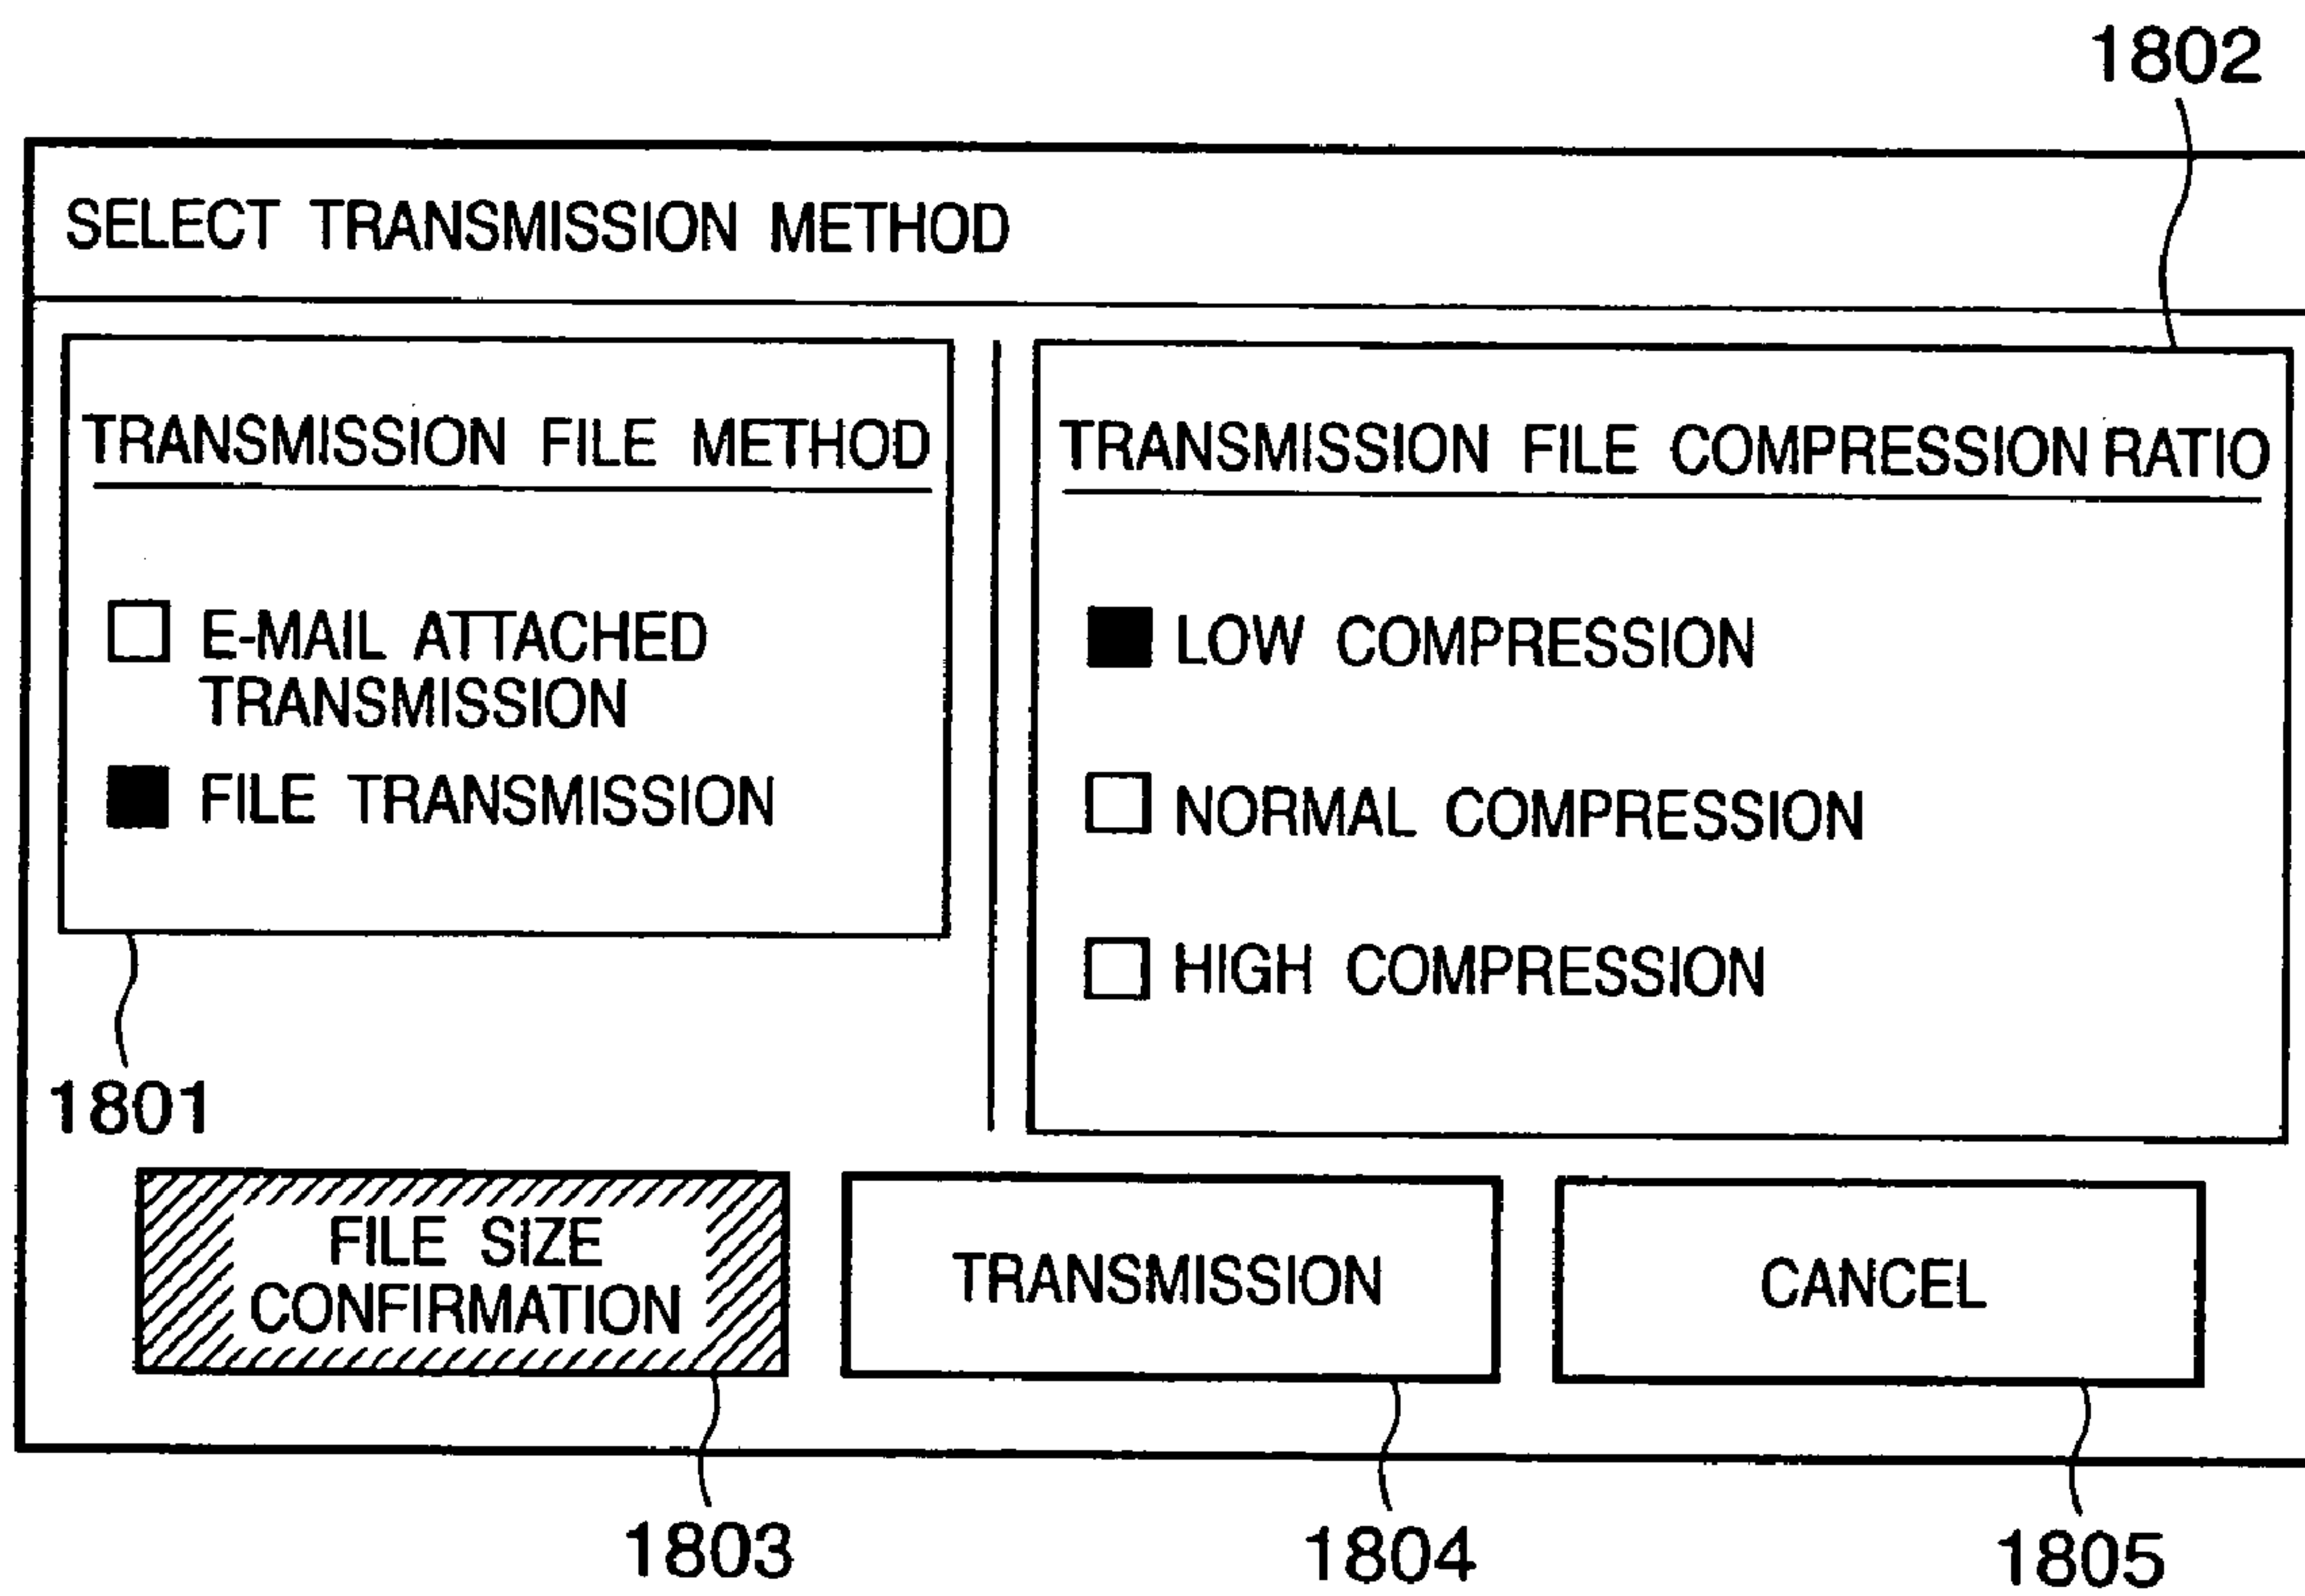 1802
SELECT TRANSMISSION METHOD
TRANSMISSION FILE METHOD
E-MAIL ATTACHED
TRANSMISSION
FILE TRANSMISSION
1801
TRANSMISSION FILE COMPRESSION RATIO
LOW COMPRESSION
NORMAL COMPRESSION
HIGH COMPRESSION
FILE SIZE
CONFIRMATION
TRANSMISSION
CANCEL
1803
1804
1805